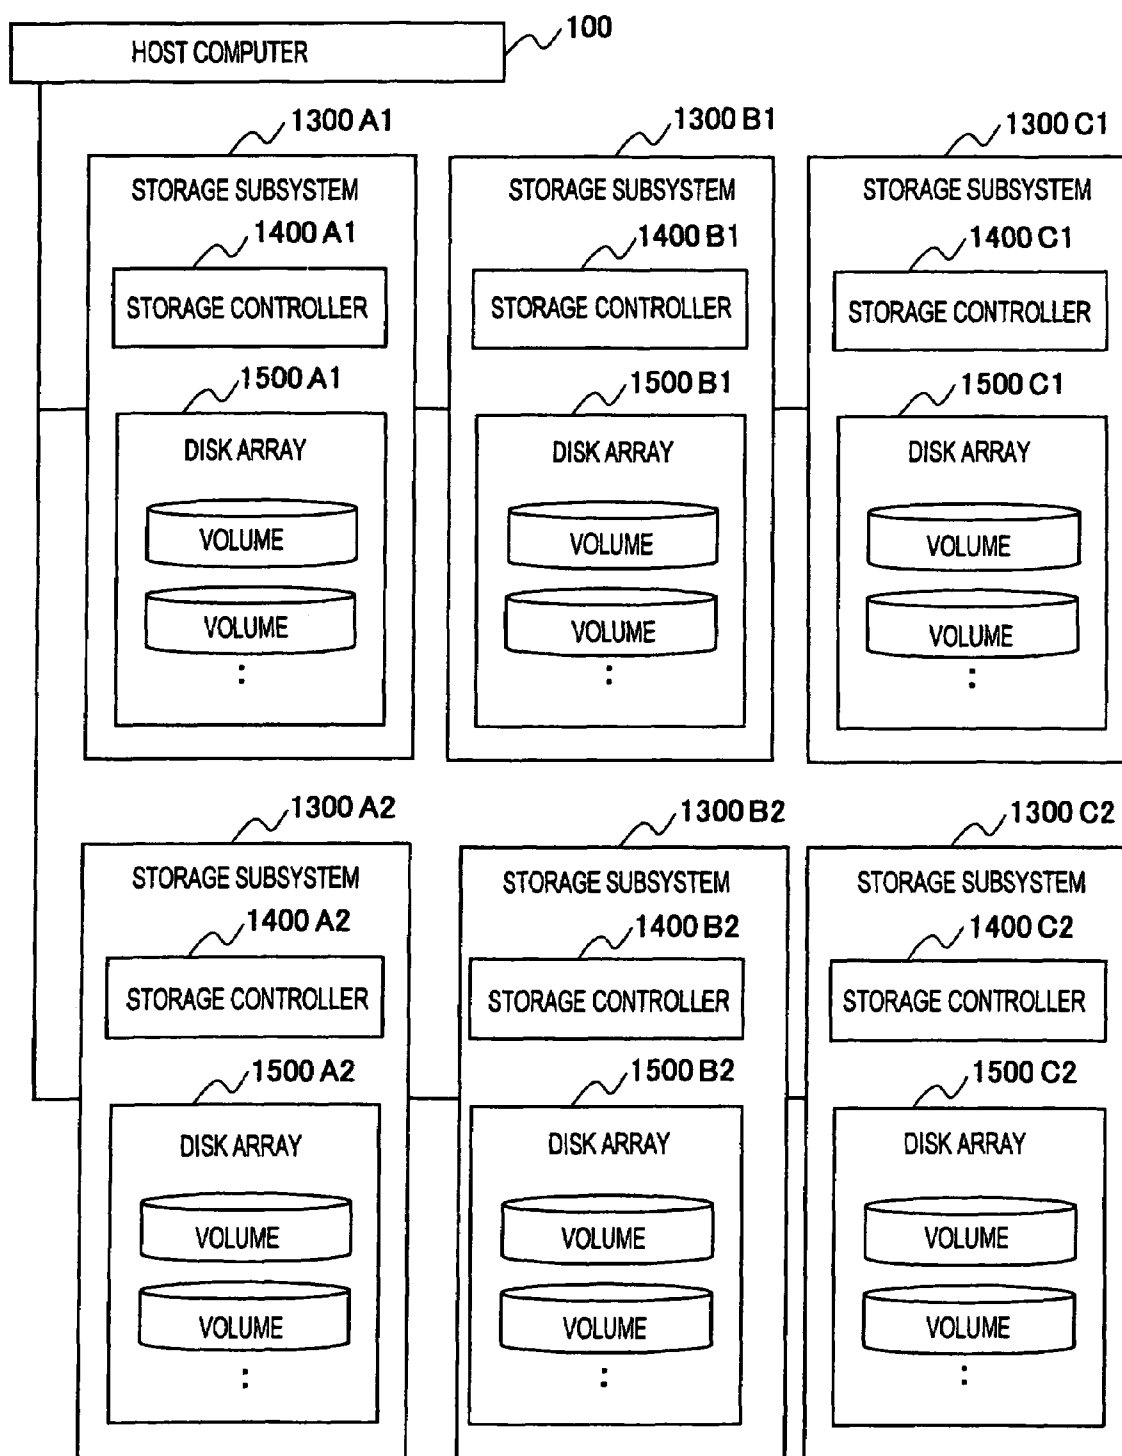 HOST COMPUTER
100
1300 A1
STORAGE SUBSYSTEM
1400 A1
STORAGE CONTROLLER
1500 A1
DISK ARRAY
VOLUME
VOLUME
:
1300 B1
STORAGE SUBSYSTEM
1400 B1
STORAGE CONTROLLER
1500 B1
DISK ARRAY
VOLUME
VOLUME
:
1300 C1
STORAGE SUBSYSTEM
1400 C1
STORAGE CONTROLLER
1500 C1
DISK ARRAY
VOLUME
VOLUME
:
1300 A2
STORAGE SUBSYSTEM
1400 A2
STORAGE CONTROLLER
1500 A2
DISK ARRAY
VOLUME
VOLUME
:
1300 B2
STORAGE SUBSYSTEM
1400 B2
STORAGE CONTROLLER
1500 B2
DISK ARRAY
VOLUME
VOLUME
:
1300 C2
STORAGE SUBSYSTEM
1400 C2
STORAGE CONTROLLER
1500 C2
DISK ARRAY
VOLUME
VOLUME
: